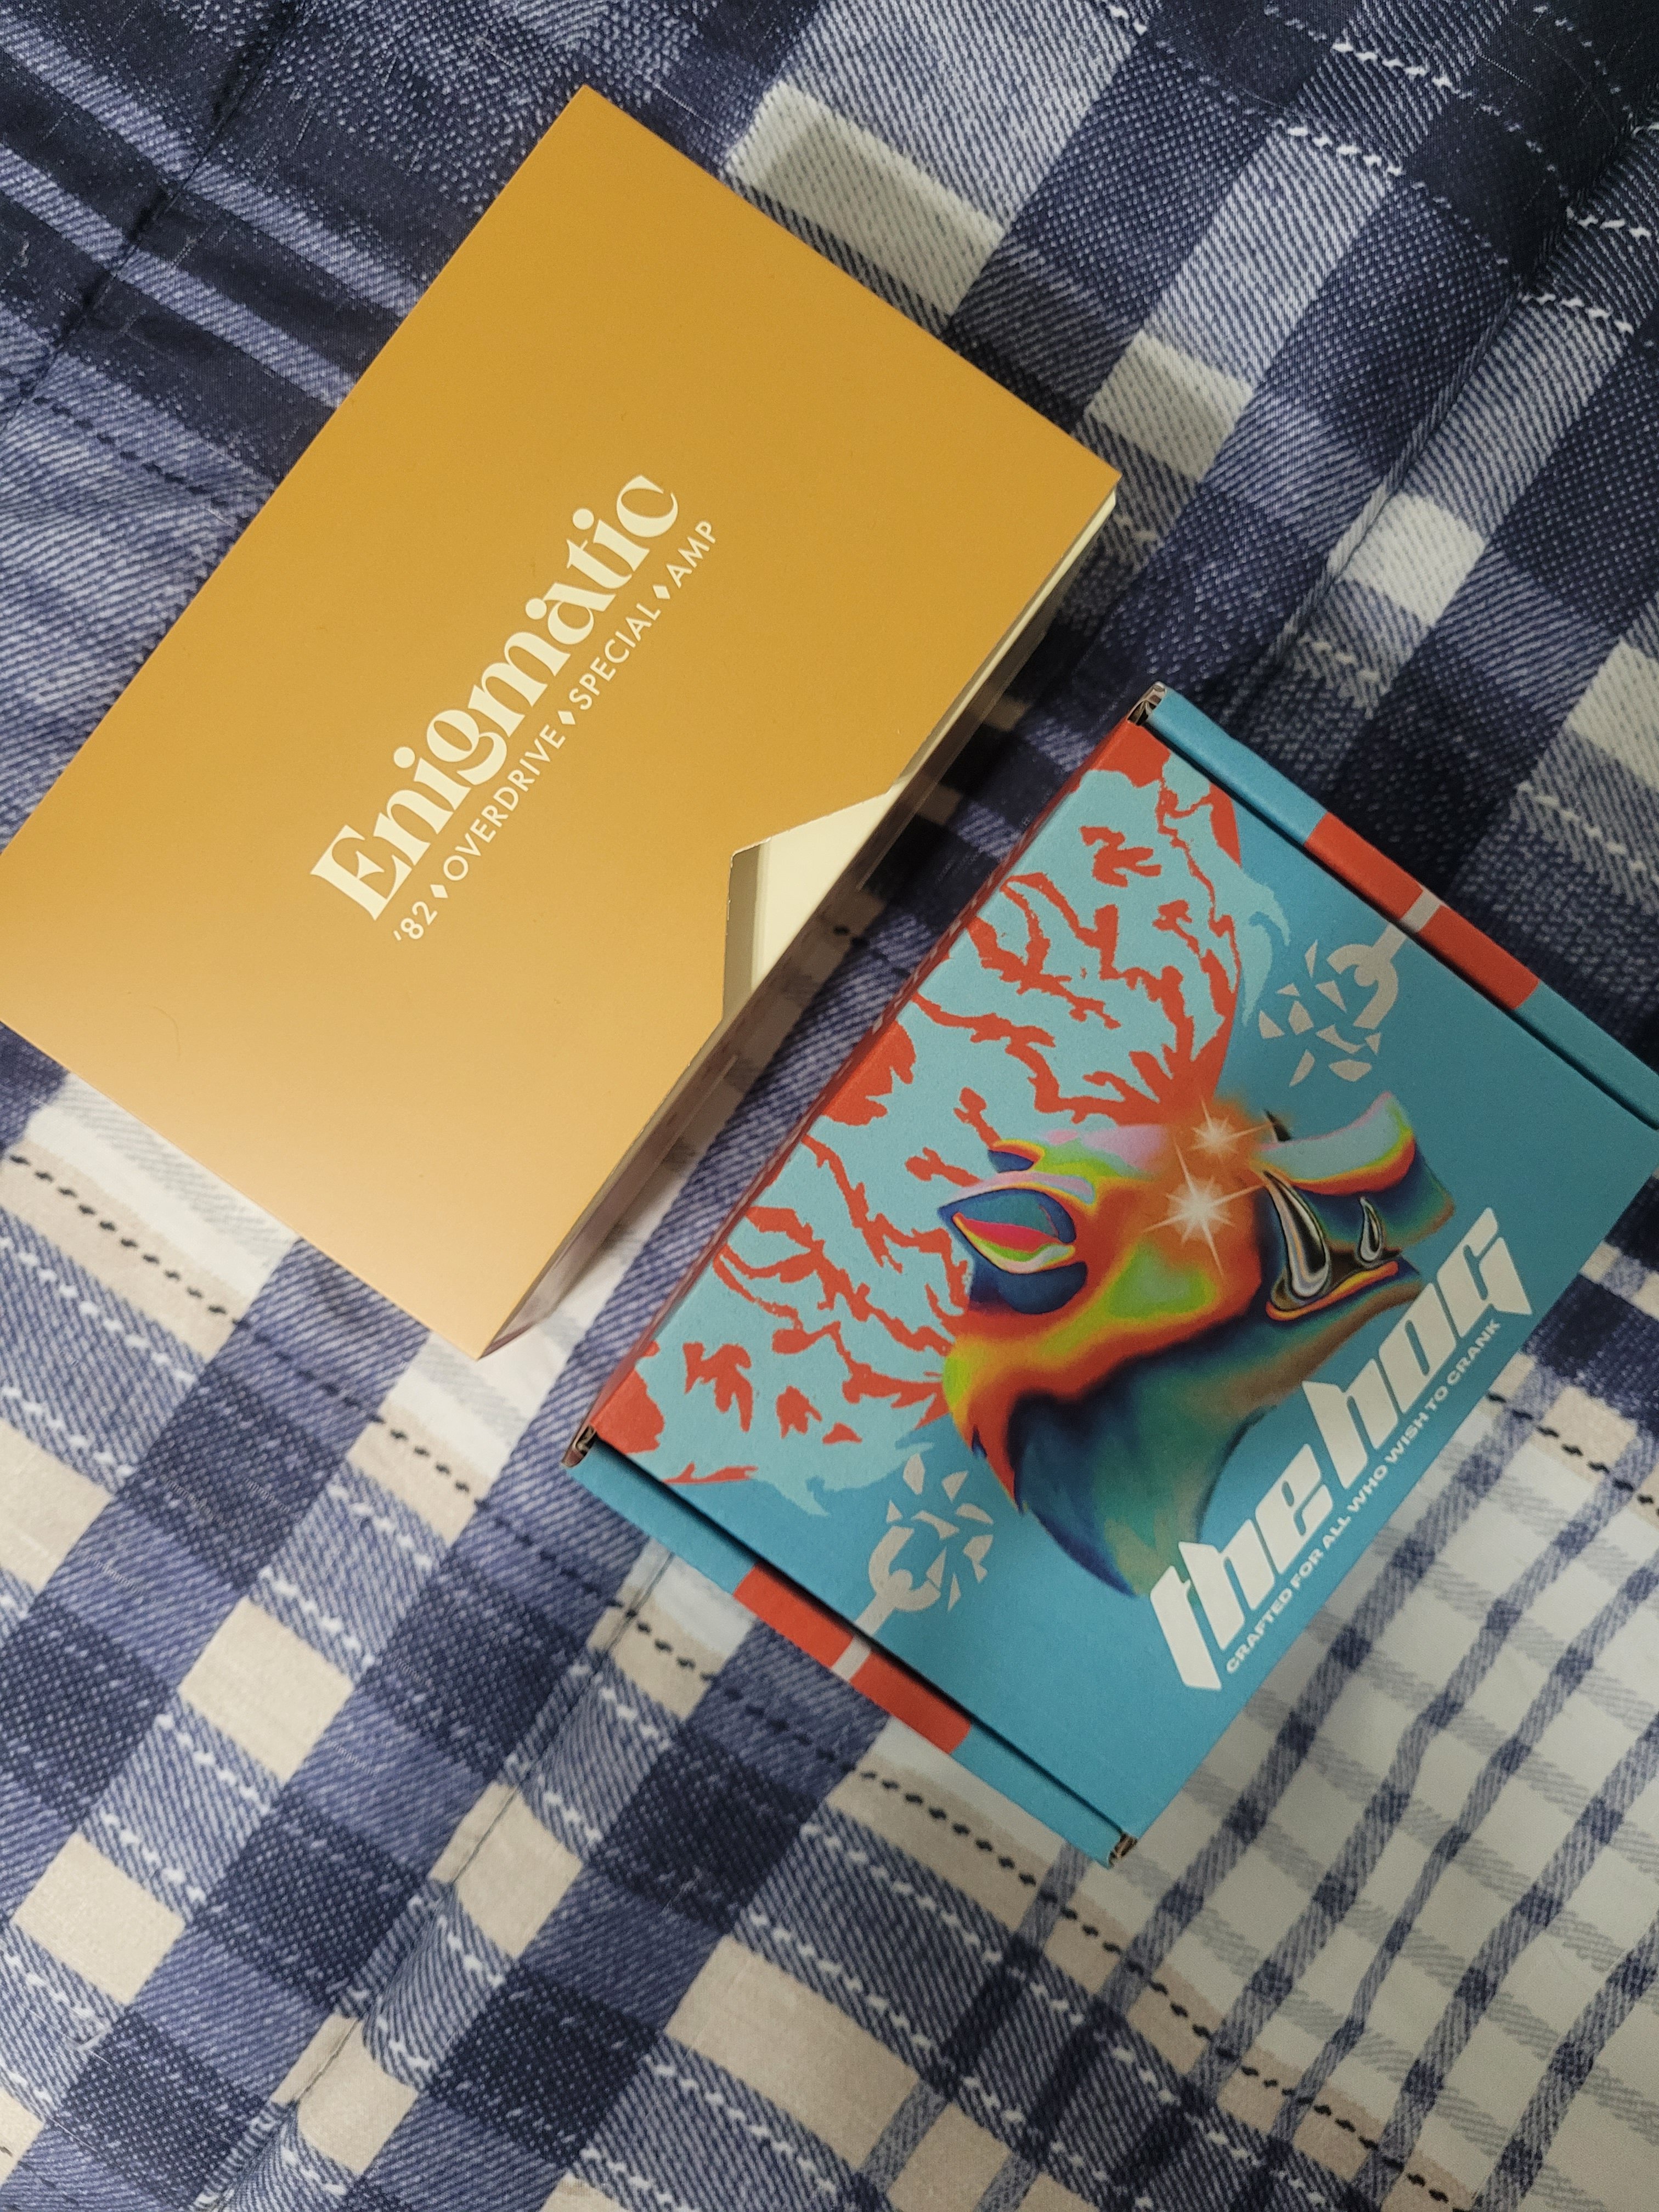 Enigmatic
'82♦OVERDRIVE♦SPECIAL♦AMP
the hog
CRAFTED FOR ALL WHO WISH TO CRANK